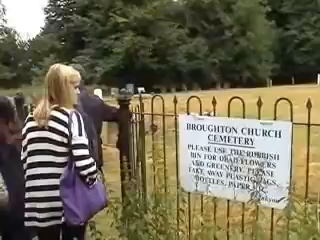 BROUGHTON CHURCH
CEMETERY
PLEASE USE THE RUBBISH
BIN FOR DEAD FLOWERS
AND GREENERY. PLEASE
TAKE AWAY PLASTIC BAGS
BOTTLES, PAPER, ETC
Thankyou